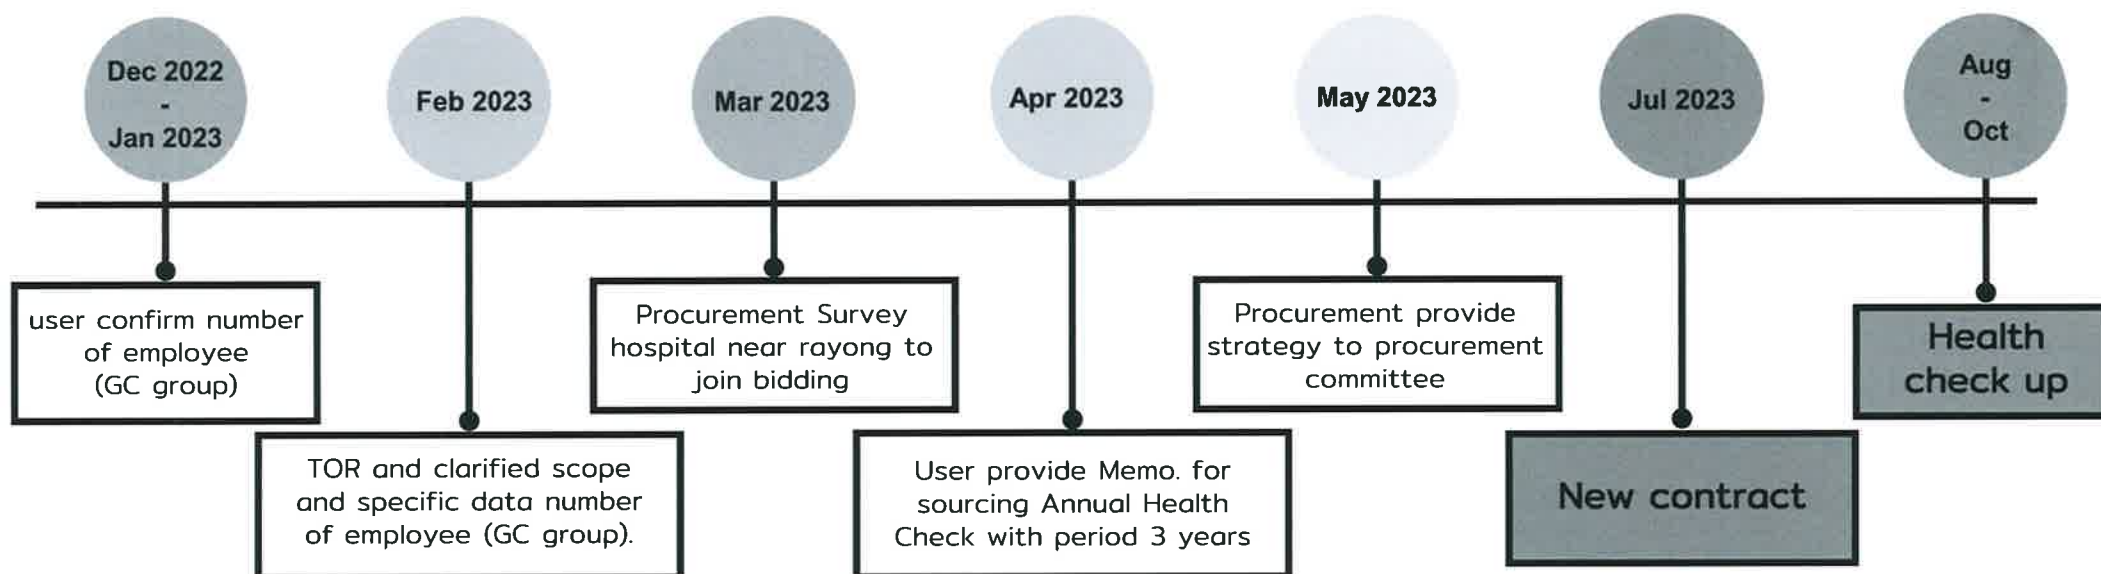 Dec 2022
-
Jan 2023
Feb 2023
Mar 2023
Apr 2023
May 2023
Jul 2023
Aug
-
Oct
user confirm number
of employee
(GC group)
TOR and clarified scope
and specific data number
of employee (GC group).
Procurement Survey
hospital near rayong to
join bidding
User provide Memo. for
sourcing Annual Health
Check with period 3 years
Procurement provide
strategy to procurement
committee
New contract
Health
check up